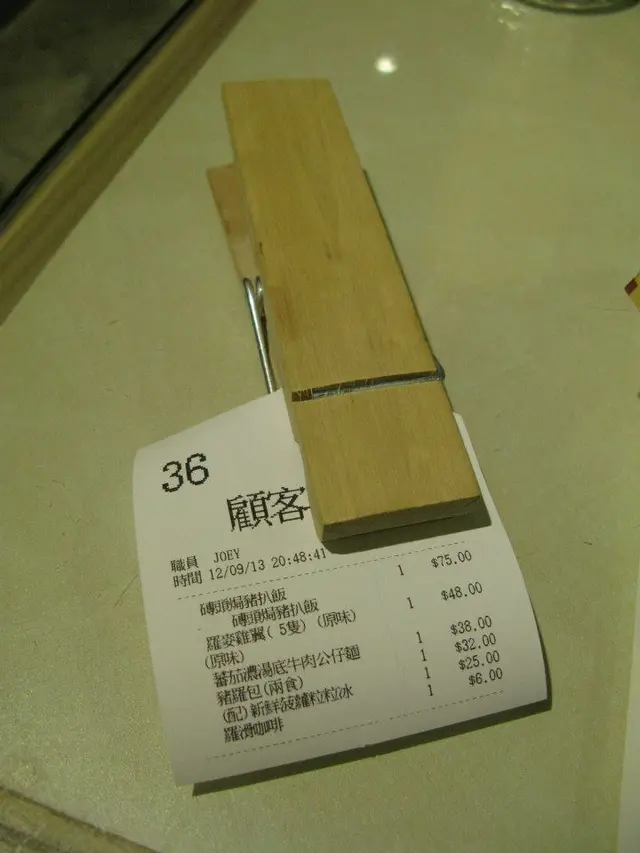 36
顧客
職員 JOEY
時間 12/09/13 20:48:41
磚頭焗豬扒飯 1 $75.00
磚頭焗豬扒飯
羅麥雞翼(5隻)(原味) 1 $48.00
(原味)
蕃茄濃湯底牛肉公仔麵 1 $38.00
豬羅包(兩食) 1 $32.00
(配)新鮮菠蘿粒粒冰 1 $25.00
羅滑咖啡 1 $6.00